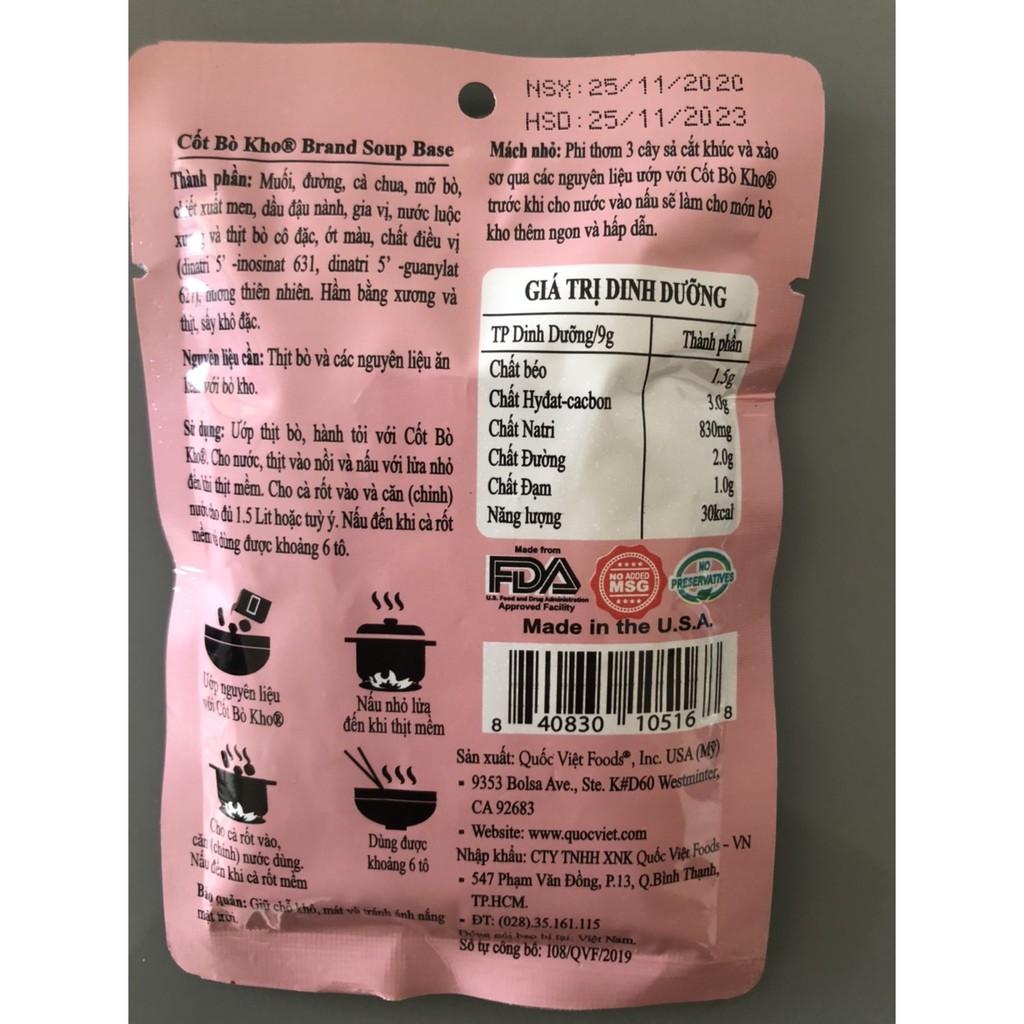 NSX: 25/11/2020
HSD: 25/11/2023
Cốt Bò Kho® Brand Soup Base
Thành phần: Muối, đường, cà chua, mỡ bò,
chiết xuất men, dầu đậu nành, gia vị, nước luộc
xương và thịt bò cô đặc, ớt màu, chất điều vị
(dinatri 5' -inosinat 631, dinatri 5' -guanylat
627), hương thiên nhiên. Hầm bằng xương và
thịt, sấy khô đặc.
Nguyên liệu cần: Thịt bò và các nguyên liệu ăn
kèm với bò kho.
Sử dụng: Ướp thịt bò, hành tỏi với Cốt Bò
Kho®. Cho nước, thịt vào nồi và nấu với lửa nhỏ
đến khi thịt mềm. Cho cà rốt vào và căn (chỉnh)
nước cho đủ 1.5 Lit hoặc tuỳ ý. Nấu đến khi cà rốt
mềm và dùng được khoảng 6 tô.
Ướp nguyên liệu
với Cốt Bò Kho®
Nấu nhỏ lửa
đến khi thịt mềm
Cho cà rốt vào,
căn (chỉnh) nước dùng.
Nấu đến khi cà rốt mềm
Dùng được
khoảng 6 tô
Bảo quản: Giữ chỗ khô, mát và tránh ánh nắng
mặt trời.
Mách nhỏ: Phi thơm 3 cây sả cắt khúc và xào
sơ qua các nguyên liệu ướp với Cốt Bò Kho®
trước khi cho nước vào nấu sẽ làm cho món bò
kho thêm ngon và hấp dẫn.
GIÁ TRỊ DINH DƯỠNG
TP Dinh Dưỡng/9g Thành phần
Chất béo 1.5g
Chất Hyđat-cacbon 3.0g
Chất Natri 830mg
Chất Đường 2.0g
Chất Đạm 1.0g
Năng lượng 30kcal
Made from
FDA
U.S. Food and Drug Administration
Approved Facility
NO ADDED
MSG
NO
PRESERVATIVES
Made in the U.S.A.
8 40830 10516 8
Sản xuất: Quốc Việt Foods®, Inc. USA (Mỹ)
- 9353 Bolsa Ave., Ste. K#D60 Westminter,
CA 92683
- Website: www.quocviet.com
Nhập khẩu: CTY TNHH XNK Quốc Việt Foods – VN
- 547 Phạm Văn Đồng, P.13, Q.Bình Thạnh,
TP.HCM.
- ĐT: (028).35.161.115
Đóng gói bao bì tại: Việt Nam.
Số tự công bố: 108/QVF/2019